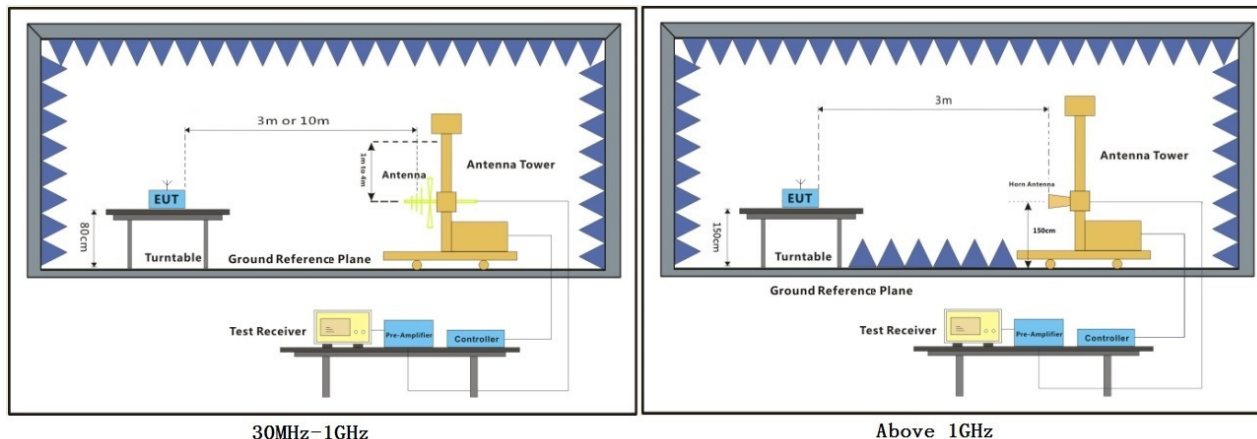 3m or 10m
1m to 4m
Antenna
Antenna Tower
EUT
80cm
Turntable
Ground Reference Plane
Test Receiver
Pre-Amplifier
Controller
30MHz-1GHz
3m
Antenna Tower
Horn Antenna
EUT
150cm
150cm
Turntable
Ground Reference Plane
Test Receiver
Pre-Amplifier
Controller
Above 1GHz